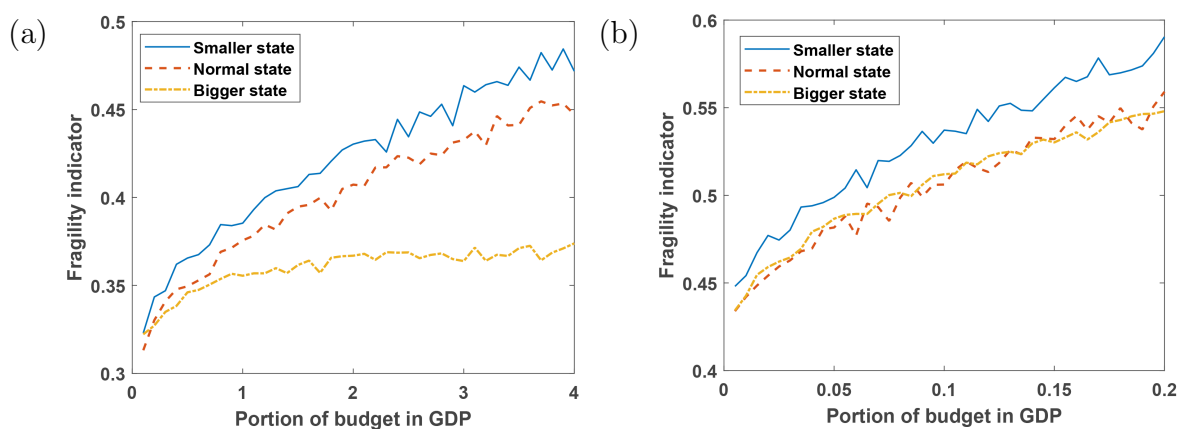 (a)
0.5
0.45
0.4
0.35
0.3
Fragility indicator
Smaller state
Normal state
Bigger state
0
1
2
3
4
Portion of budget in GDP
(b)
0.6
0.55
0.5
0.45
0.4
Fragility indicator
Smaller state
Normal state
Bigger state
0
0.05
0.1
0.15
0.2
Portion of budget in GDP